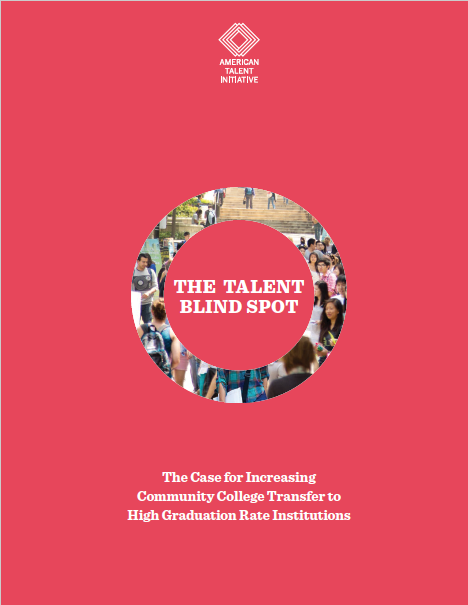 AMERICAN
TALENT
INITIATIVE
THE TALENT
BLIND SPOT
The Case for Increasing
Community College Transfer to
High Graduation Rate Institutions